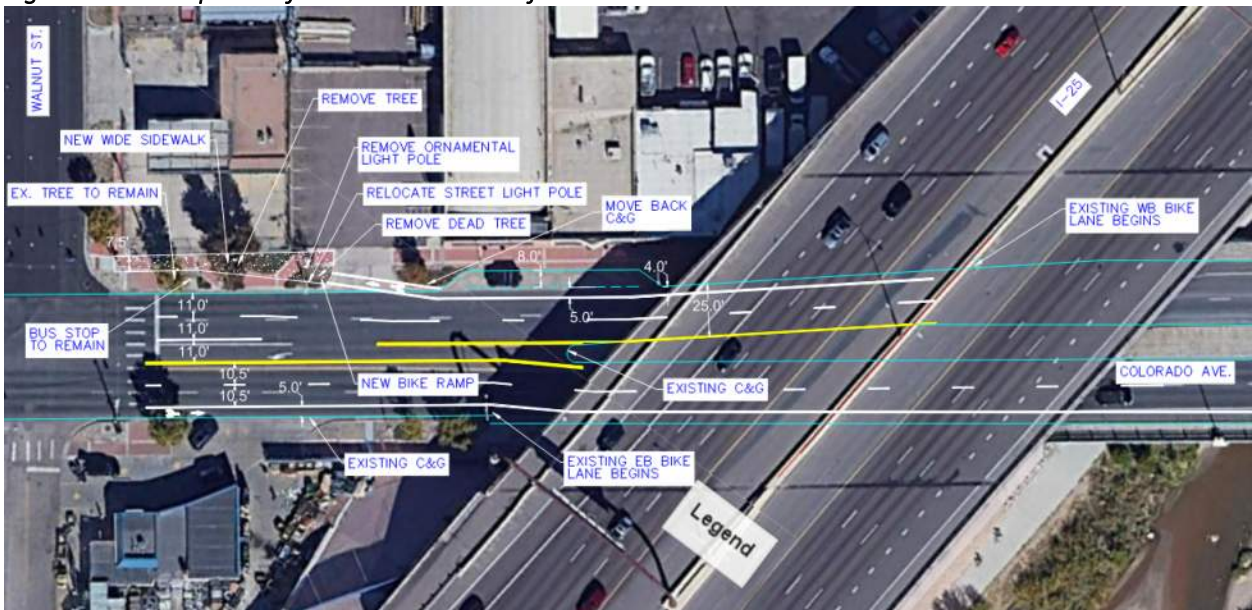 WALNUT ST.
I-25
REMOVE TREE
NEW WIDE SIDEWALK
REMOVE ORNAMENTAL
LIGHT POLE
EX. TREE TO REMAIN
RELOCATE STREET LIGHT POLE
MOVE BACK
C&G
REMOVE DEAD TREE
EXISTING WB BIKE
LANE BEGINS
7.5'
8.0'
4.0'
11.0'
5.0'
25.0'
11.0'
BUS STOP
TO REMAIN
11.0'
10.5'
5.0'
10.5'
NEW BIKE RAMP
EXISTING C&G
COLORADO AVE.
EXISTING C&G
EXISTING EB BIKE
LANE BEGINS
Legend